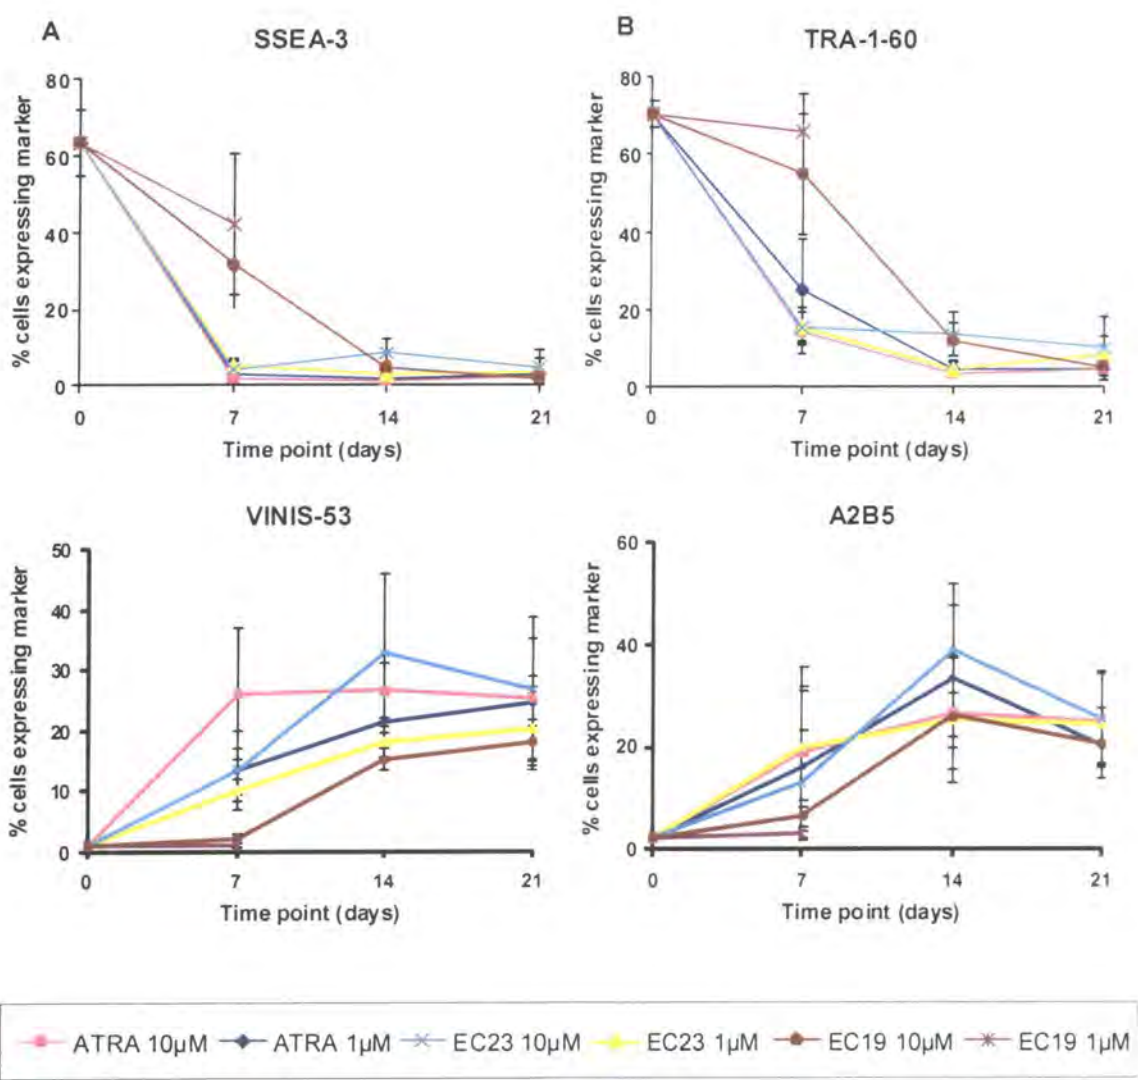 A
SSEA-3
% cells expressing marker
80
60
40
20
0
0 7 14 21
Time point (days)
B
TRA-1-60
% cells expressing marker
80
60
40
20
0
0 7 14 21
Time point (days)
VINIS-53
% cells expressing marker
50
40
30
20
10
0
0 7 14 21
Time point (days)
A2B5
% cells expressing marker
60
40
20
0
0 7 14 21
Time point (days)
ATRA 10µM ATRA 1µM EC23 10µM EC23 1µM EC19 10µM EC19 1µM